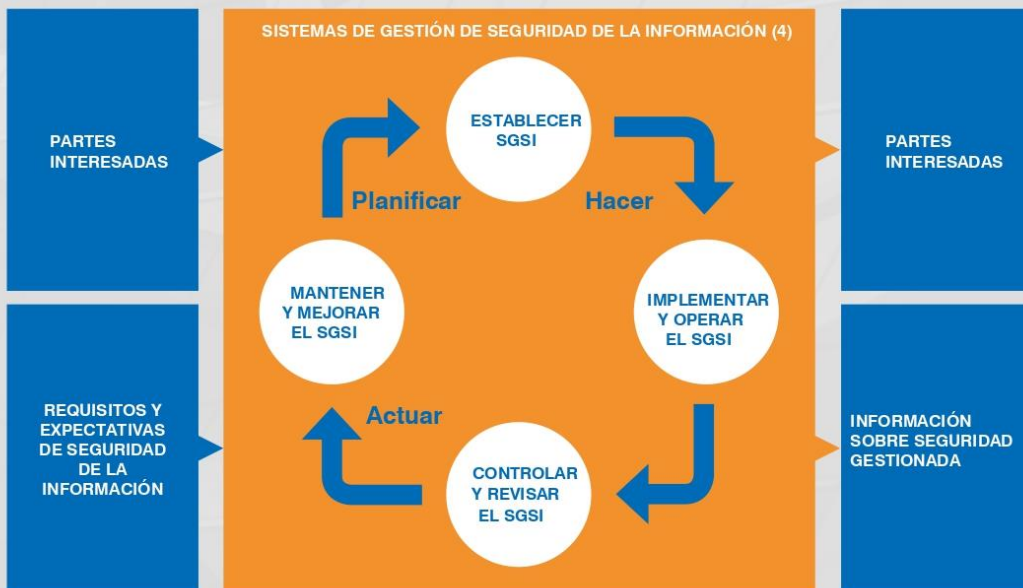 SISTEMAS DE GESTIÓN DE SEGURIDAD DE LA INFORMACIÓN (4)
PARTES
INTERESADAS
REQUISITOS Y
EXPECTATIVAS
DE SEGURIDAD
DE LA
INFORMACIÓN
ESTABLECER
SGSI
Planificar
Hacer
MANTENER
Y MEJORAR
EL SGSI
IMPLEMENTAR
Y OPERAR
EL SGSI
Actuar
CONTROLAR
Y REVISAR
EL SGSI
PARTES
INTERESADAS
INFORMACIÓN
SOBRE SEGURIDAD
GESTIONADA